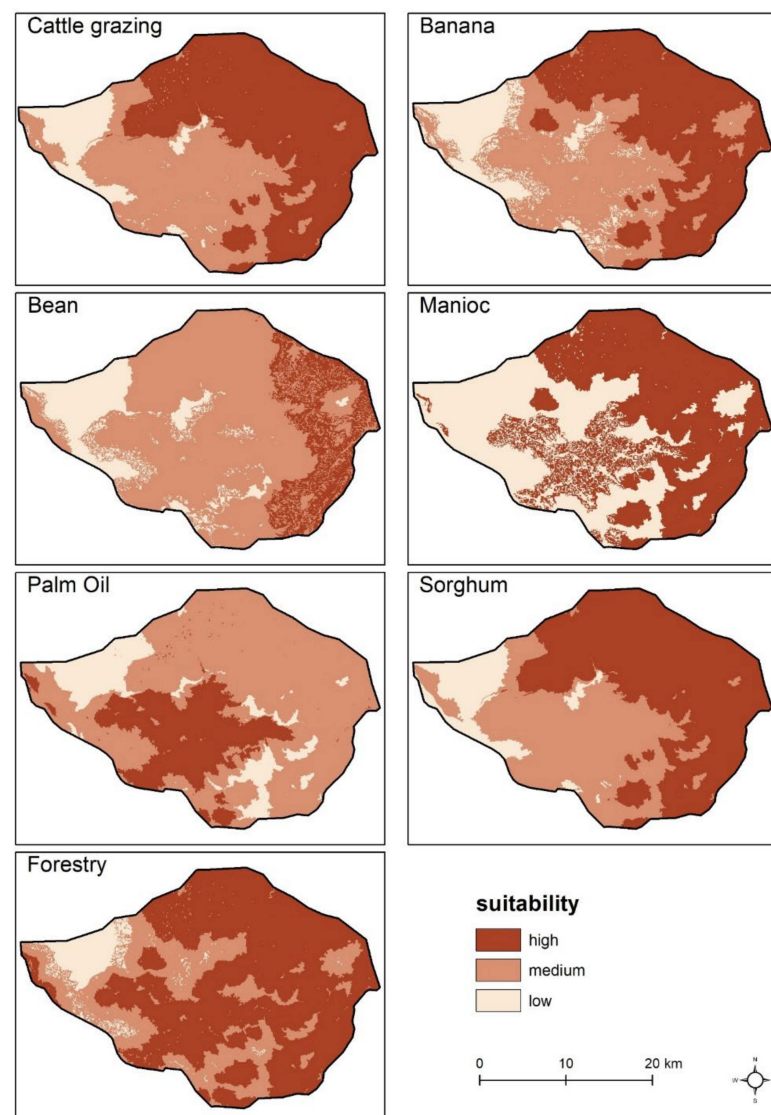 Cattle grazing
Banana
Bean
Manioc
Palm Oil
Sorghum
Forestry
suitability
high
medium
low
0 10 20 km
N
W
E
S